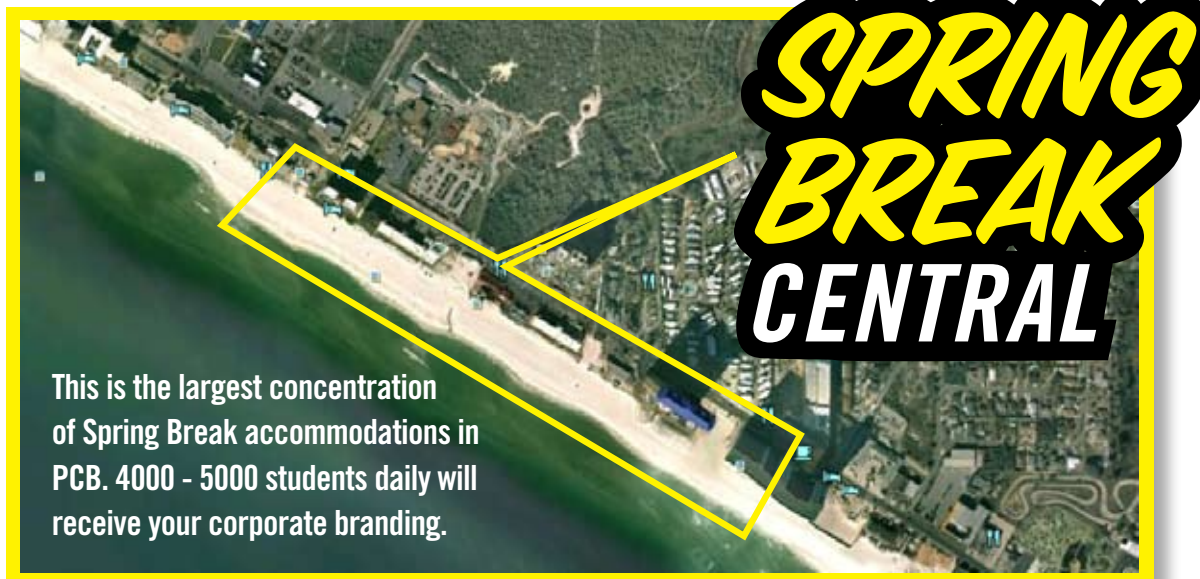 SPRING
BREAK
CENTRAL
This is the largest concentration
of Spring Break accommodations in
PCB. 4000 - 5000 students daily will
receive your corporate branding.